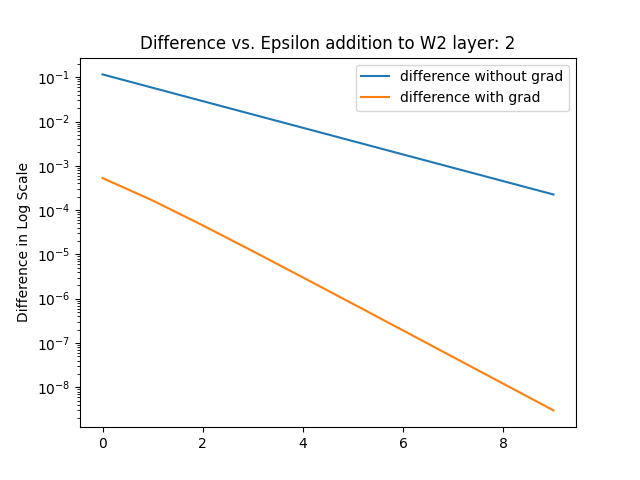 Difference vs. Epsilon addition to W2 layer: 2
difference without grad
difference with grad
Difference in Log Scale
10⁻¹
10⁻²
10⁻³
10⁻⁴
10⁻⁵
10⁻⁶
10⁻⁷
10⁻⁸
0 2 4 6 8